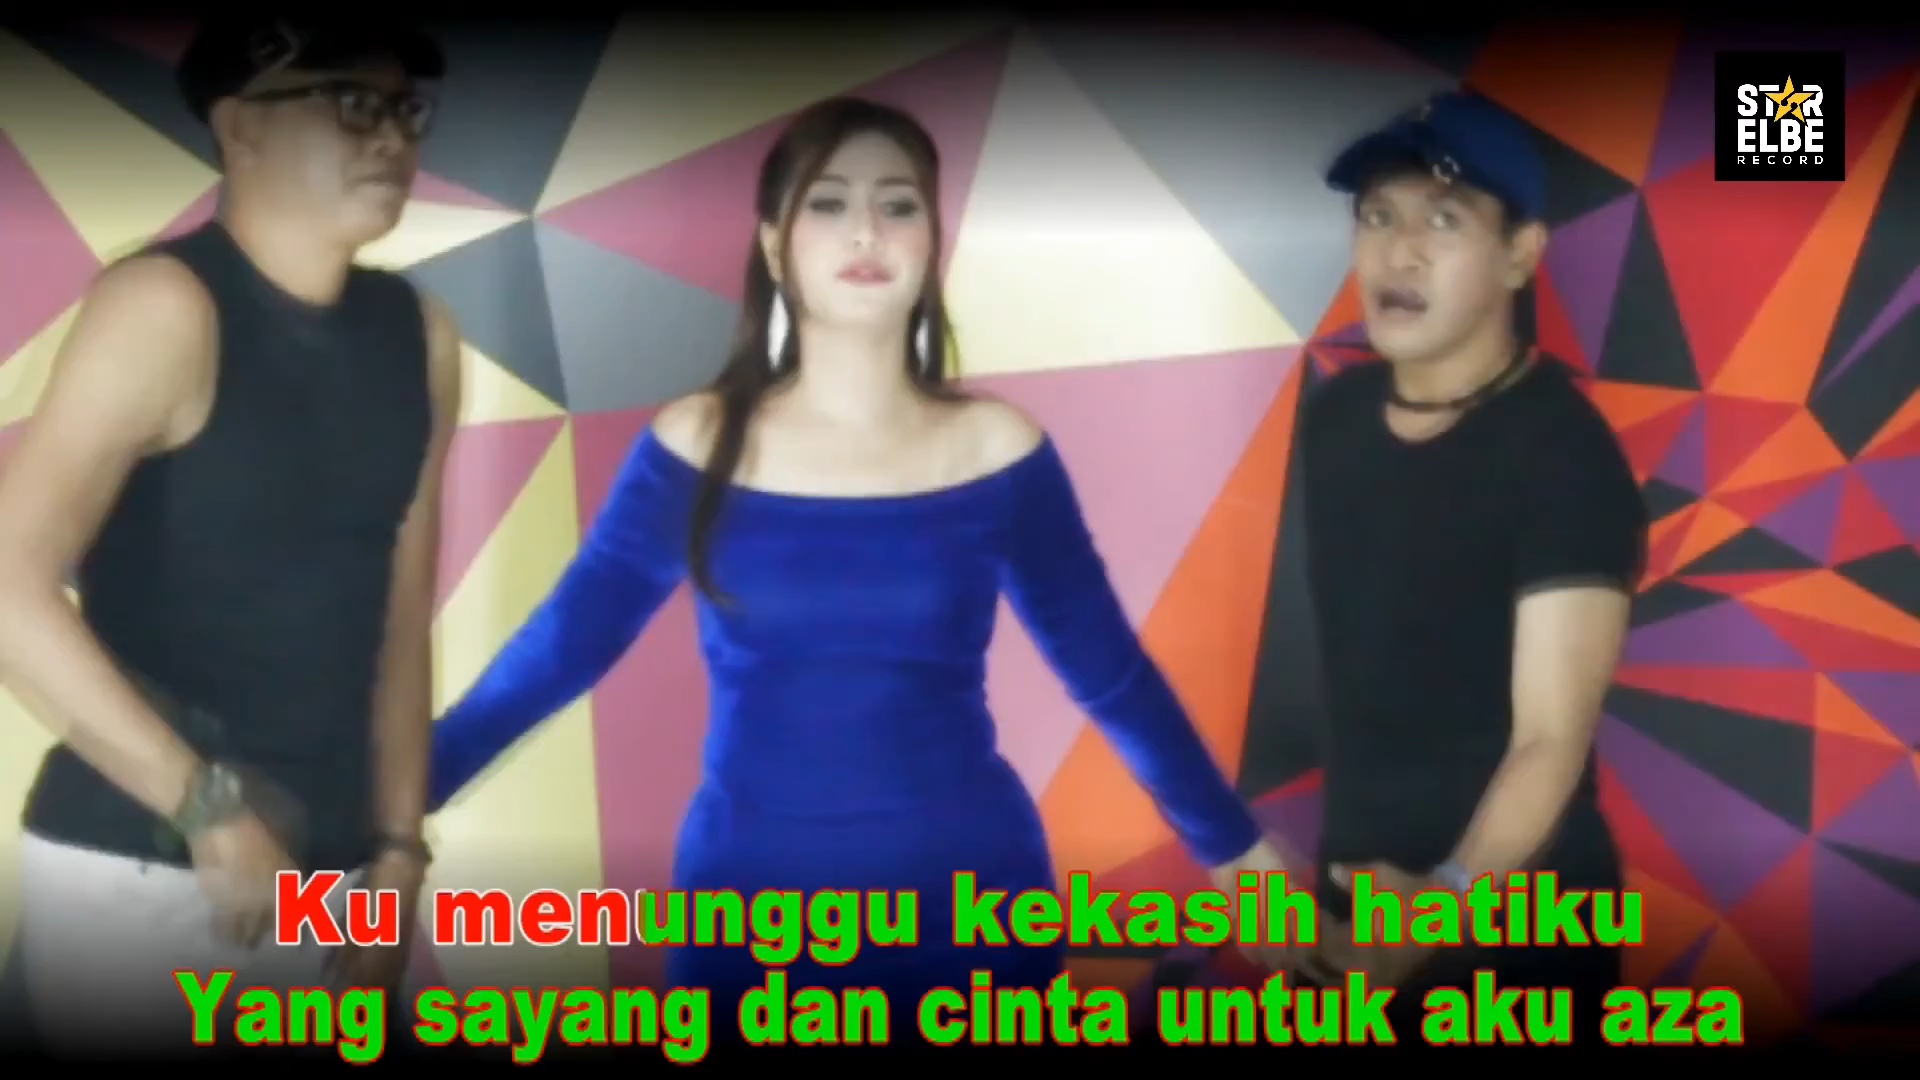 STAR
ELBE
RECORD
Ku menunggu kekasih hatiku
Yang sayang dan cinta untuk aku aza